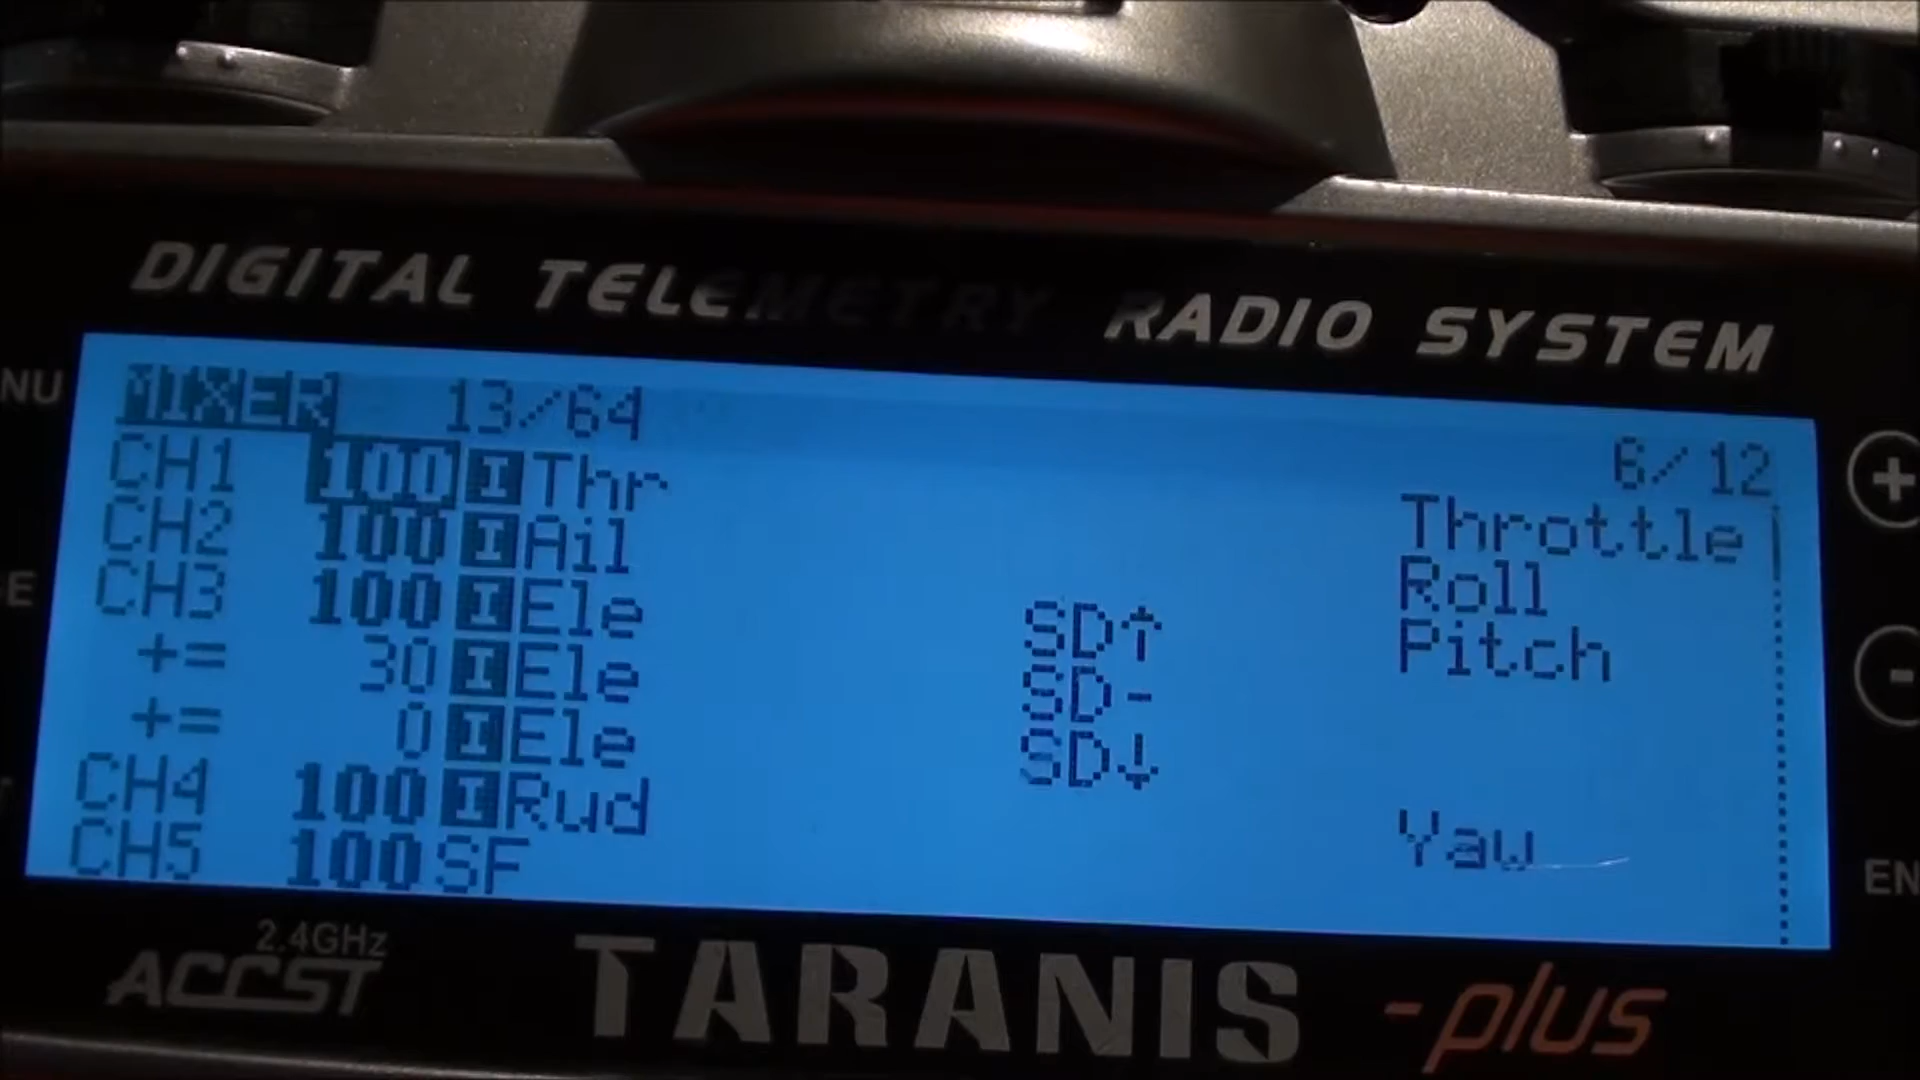 DIGITAL TELEMETRY RADIO SYSTEM
MIXER 13/64 6/12
CH1 100 I Thr Throttle
CH2 100 I Ail Roll
CH3 100 I Ele SD↑ Pitch
+= 30 I Ele SD-
+= 0 I Ele SD↓
CH4 100 I Rud Yaw
CH5 100 SF
NU
E
+
-
EN
2.4GHz
ACCST
TARANIS -plus